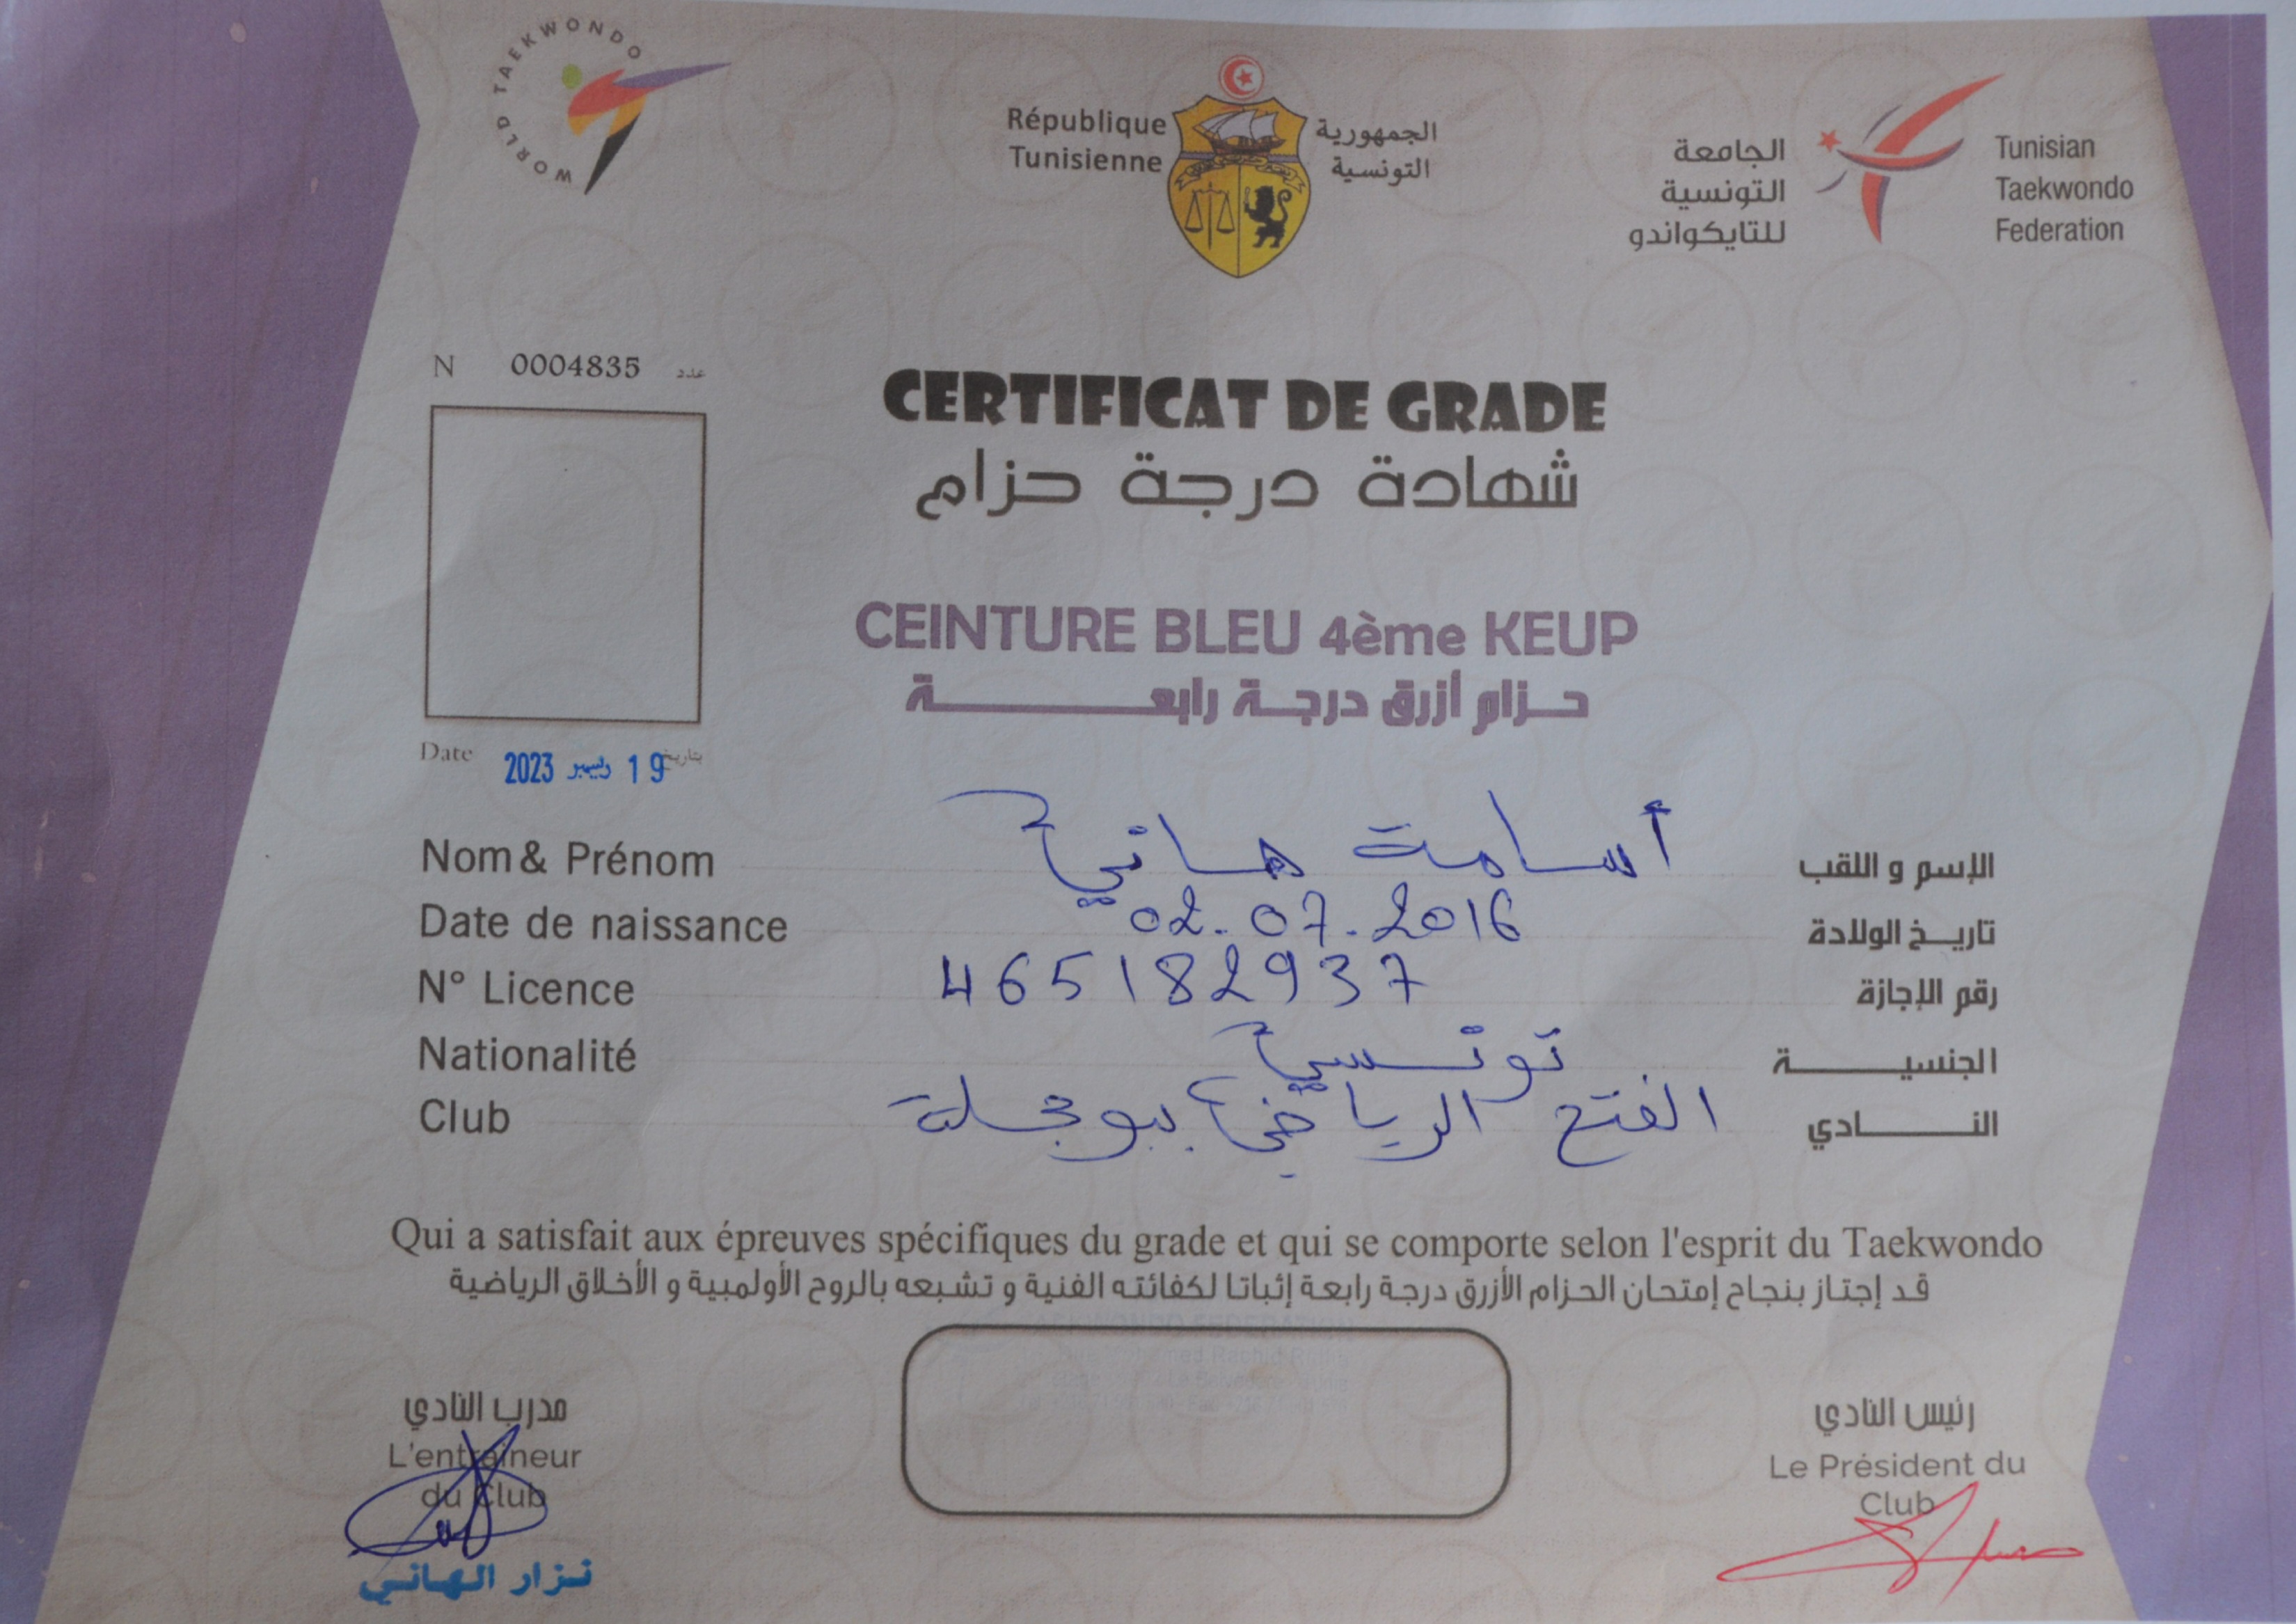 WORLD TAEKWONDO
République
Tunisienne
الجمهورية
التونسية
الجامعة
التونسية
للتايكواندو
Tunisian
Taekwondo
Federation
N 0004835 عدد
CERTIFICAT DE GRADE
شهادة درجة حزام
CEINTURE BLEU 4ème KEUP
حزام أزرق درجة رابعة
Date 19 ديسمبر 2023 بتاريخ
Nom & Prénom أسامة هاني الإسم و اللقب
Date de naissance 02.07.2016 تاريخ الولادة
N° Licence 465182937 رقم الإجازة
Nationalité تونسي الجنسية
Club الفتح الرياضي ببوحجلة النادي
Qui a satisfait aux épreuves spécifiques du grade et qui se comporte selon l'esprit du Taekwondo
قد إجتاز بنجاح إمتحان الحزام الأزرق درجة رابعة إثباتا لكفائته الفنية و تشبعه بالروح الأولمبية و الأخلاق الرياضية
مدرب النادي
L'entraîneur
du Club
نزار الهاني
رئيس النادي
Le Président du
Club